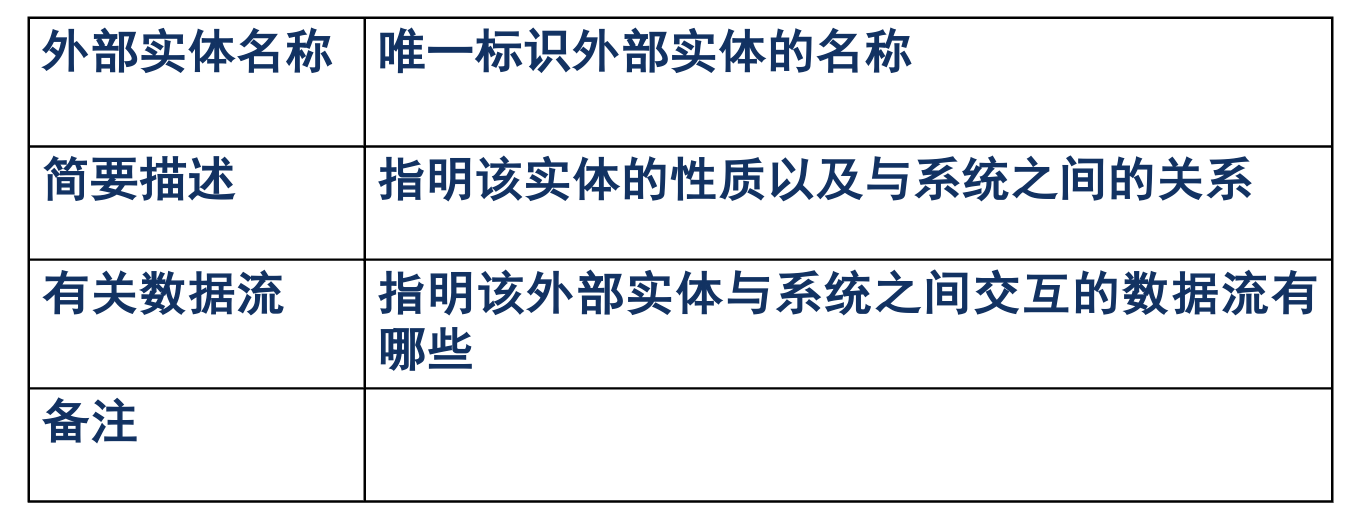 外部实体名称
唯一标识外部实体的名称
简要描述
指明该实体的性质以及与系统之间的关系
有关数据流
指明该外部实体与系统之间交互的数据流有
哪些
备注